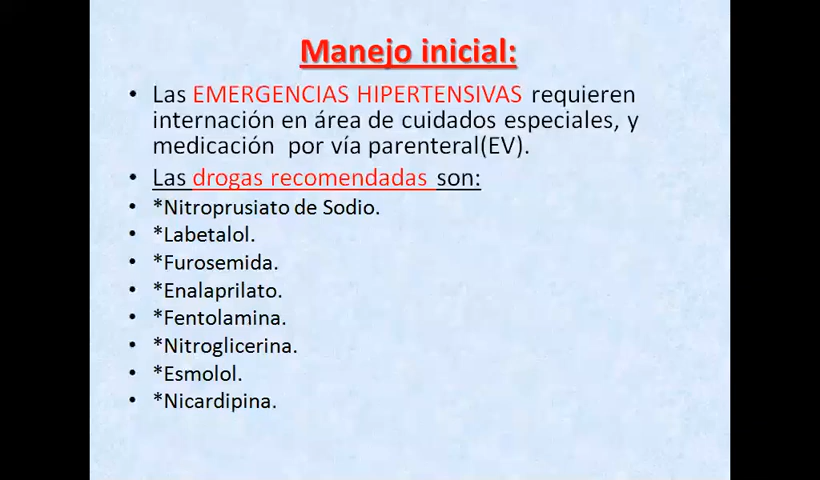 Manejo inicial:
• Las EMERGENCIAS HIPERTENSIVAS requieren
internación en área de cuidados especiales, y
medicación por vía parenteral(EV).
• Las drogas recomendadas son:
• *Nitroprusiato de Sodio.
• *Labetalol.
• *Furosemida.
• *Enalaprilato.
• *Fentolamina.
• *Nitroglicerina.
• *Esmolol.
• *Nicardipina.